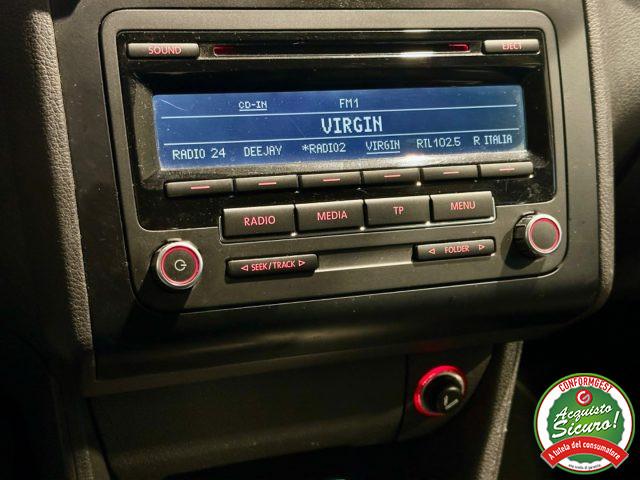 SOUND
EJECT
CD-IN FM1
VIRGIN
RADIO 24 DEEJAY *RADIO2 VIRGIN RTL102.5 R ITALIA
RADIO MEDIA TP MENU
◁ SEEK/TRACK ▷
◁ FOLDER ▷
CONFORMGEST
Acquisto
Sicuro!
A tutela del consumatore